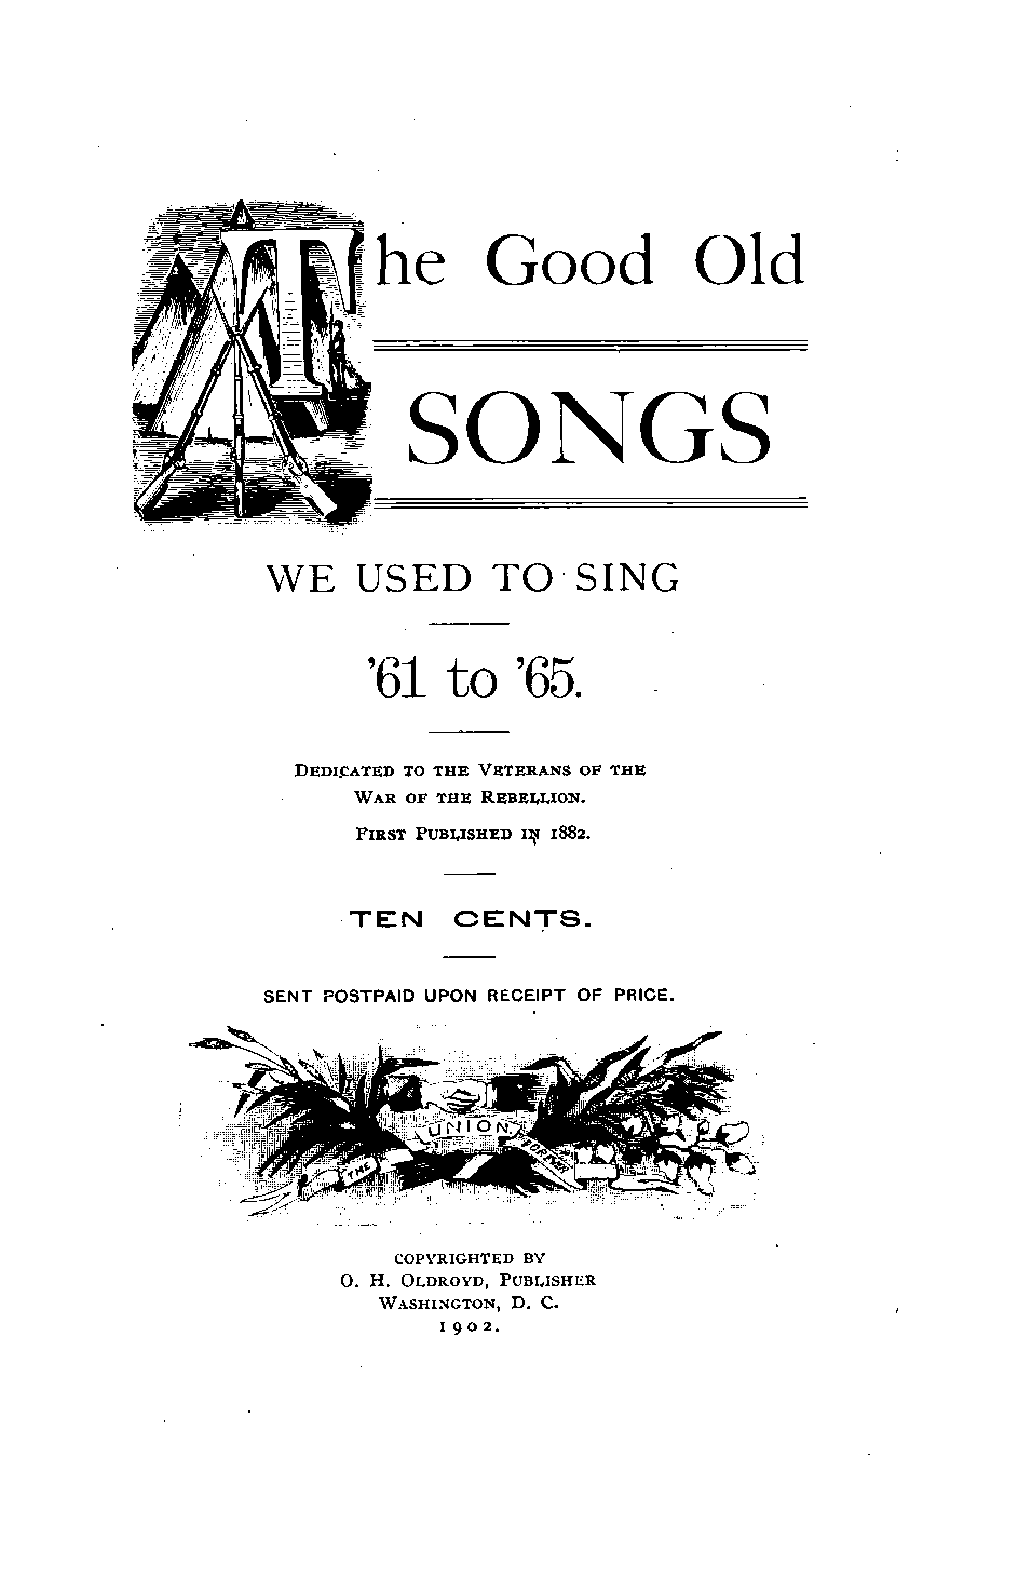 The Good Old
SONGS
WE USED TO SING
'61 to '65.
DEDICATED TO THE VETERANS OF THE
WAR OF THE REBELLION.
FIRST PUBLISHED IN 1882.
TEN CENTS.
SENT POSTPAID UPON RECEIPT OF PRICE.
THE UNION FOREVER
COPYRIGHTED BY
O. H. OLDROYD, PUBLISHER
WASHINGTON, D. C.
1902.